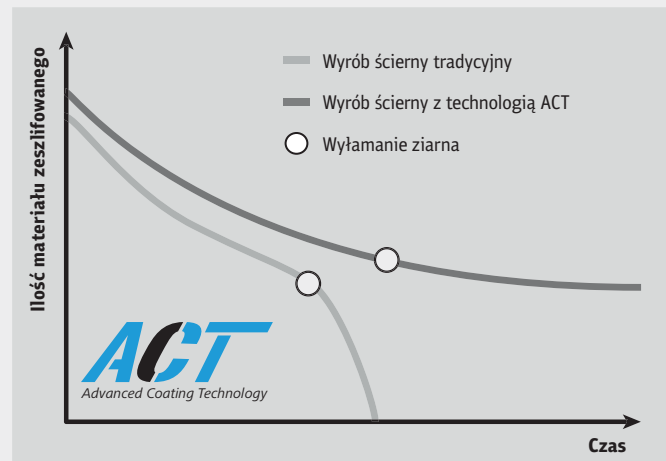 Ilość materiału zeszlifowanego
Wyrób ścierny tradycyjny
Wyrób ścierny z technologią ACT
Wyłamanie ziarna
ACT
Advanced Coating Technology
Czas